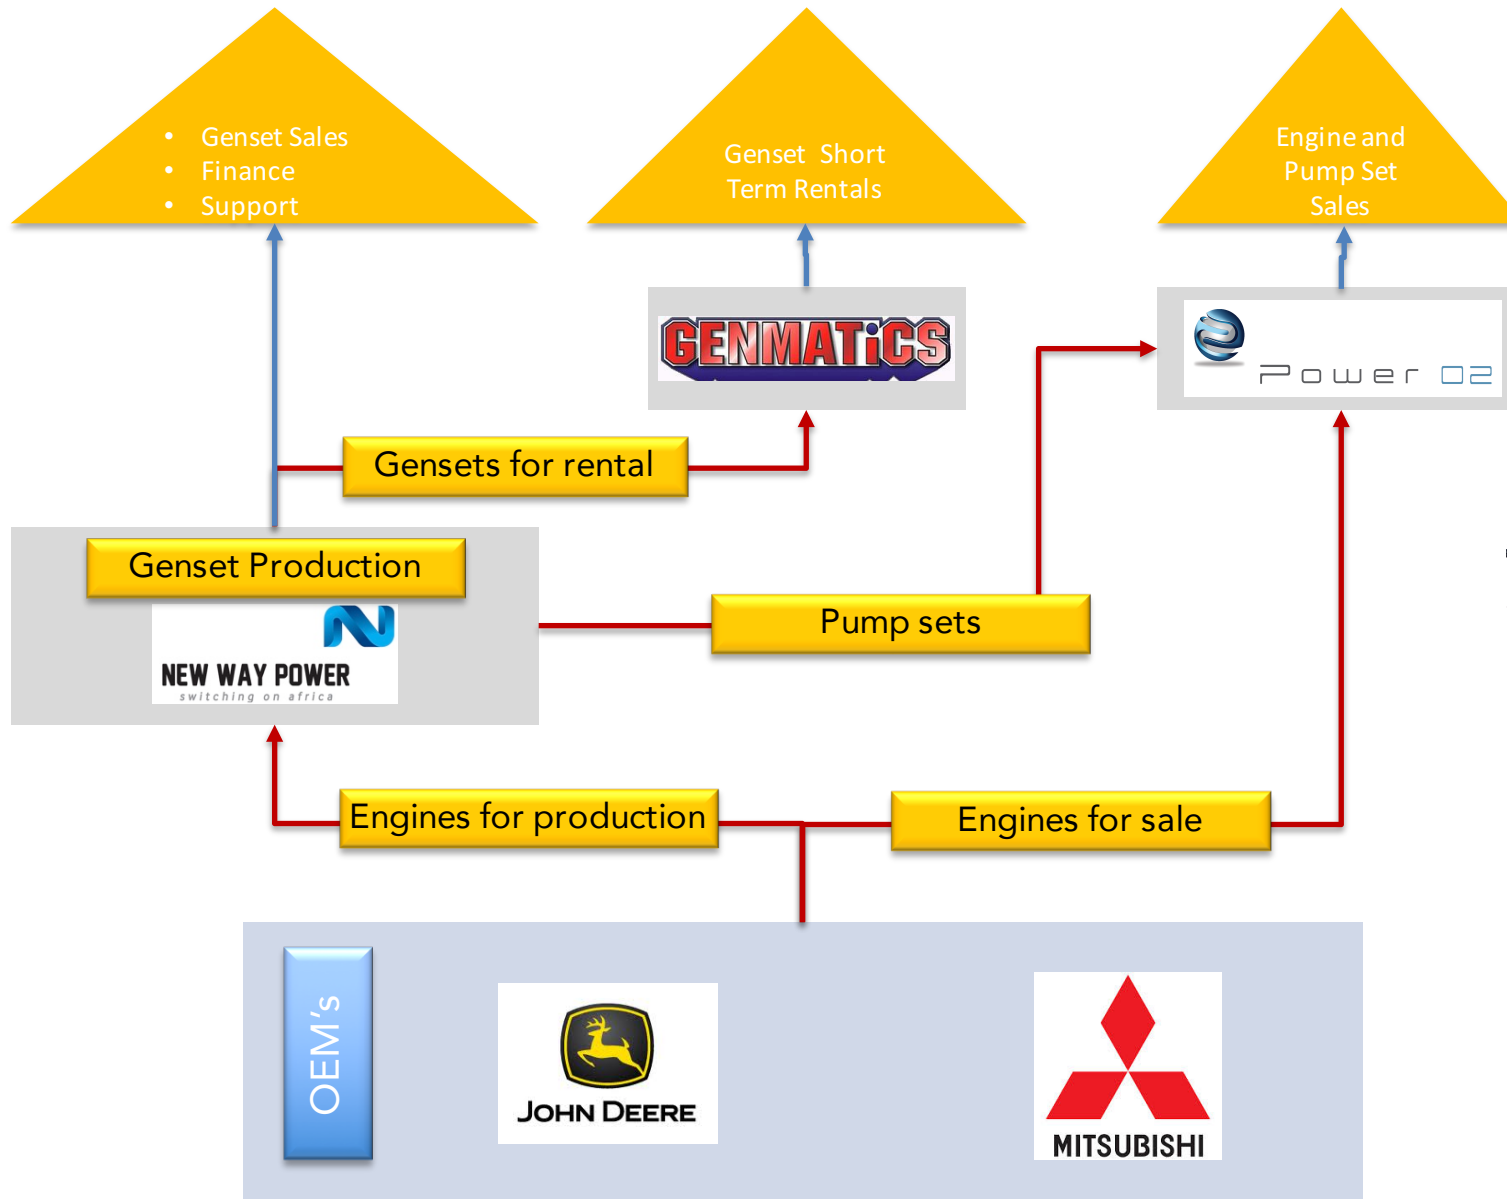 • Genset Sales
• Finance
• Support
Genset Short
Term Rentals
Engine and
Pump Set
Sales
GENMATiCS
Power O2
Gensets for rental
Genset Production
NEW WAY POWER
switching on africa
Pump sets
Engines for production
Engines for sale
OEM's
JOHN DEERE
MITSUBISHI